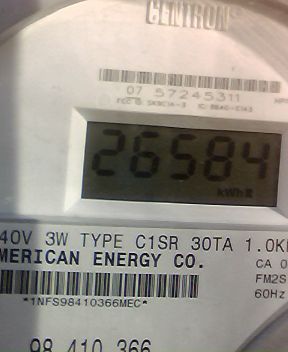 CENTRON
07 57245311
26584
kWh
40V 3W TYPE C1SR 30TA 1.0K
MERICAN ENERGY CO.
CA 0
FM2S
60Hz
*1NFS98410366MEC*
98 410 366